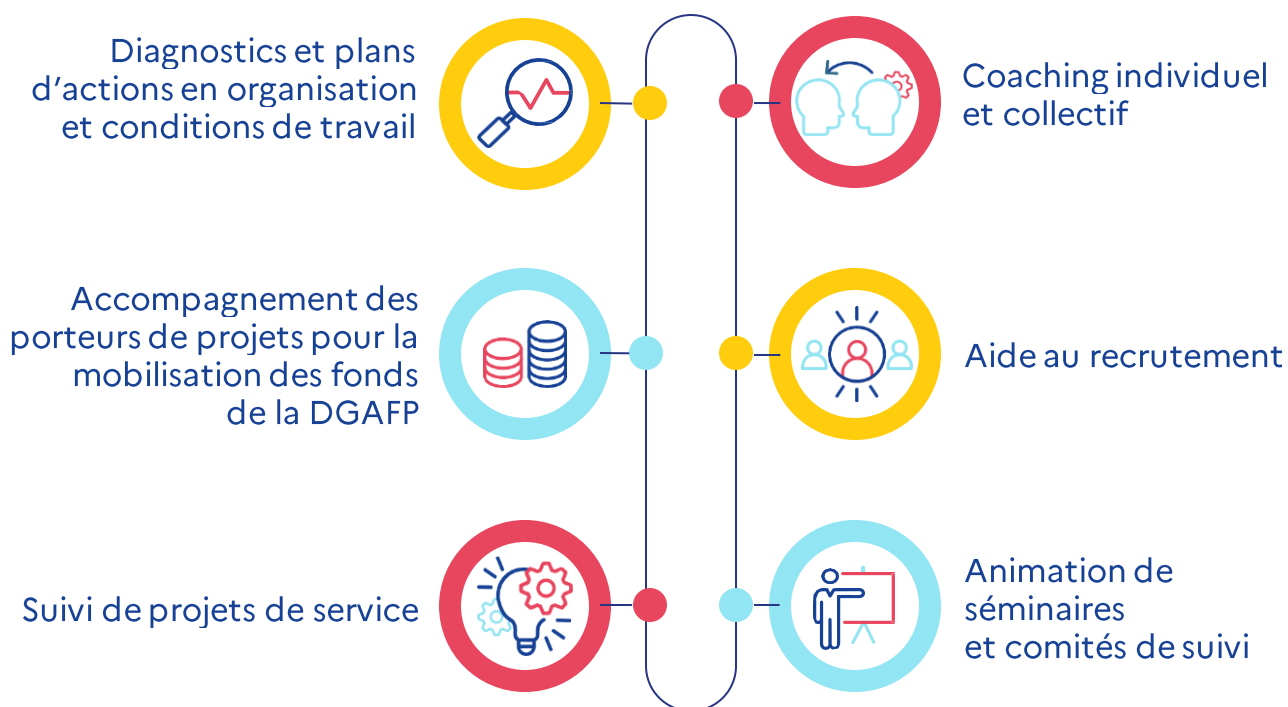 Diagnostics et plans
d’actions en organisation
et conditions de travail
Coaching individuel
et collectif
Accompagnement des
porteurs de projets pour la
mobilisation des fonds
de la DGAFP
Aide au recrutement
Suivi de projets de service
Animation de
séminaires
et comités de suivi